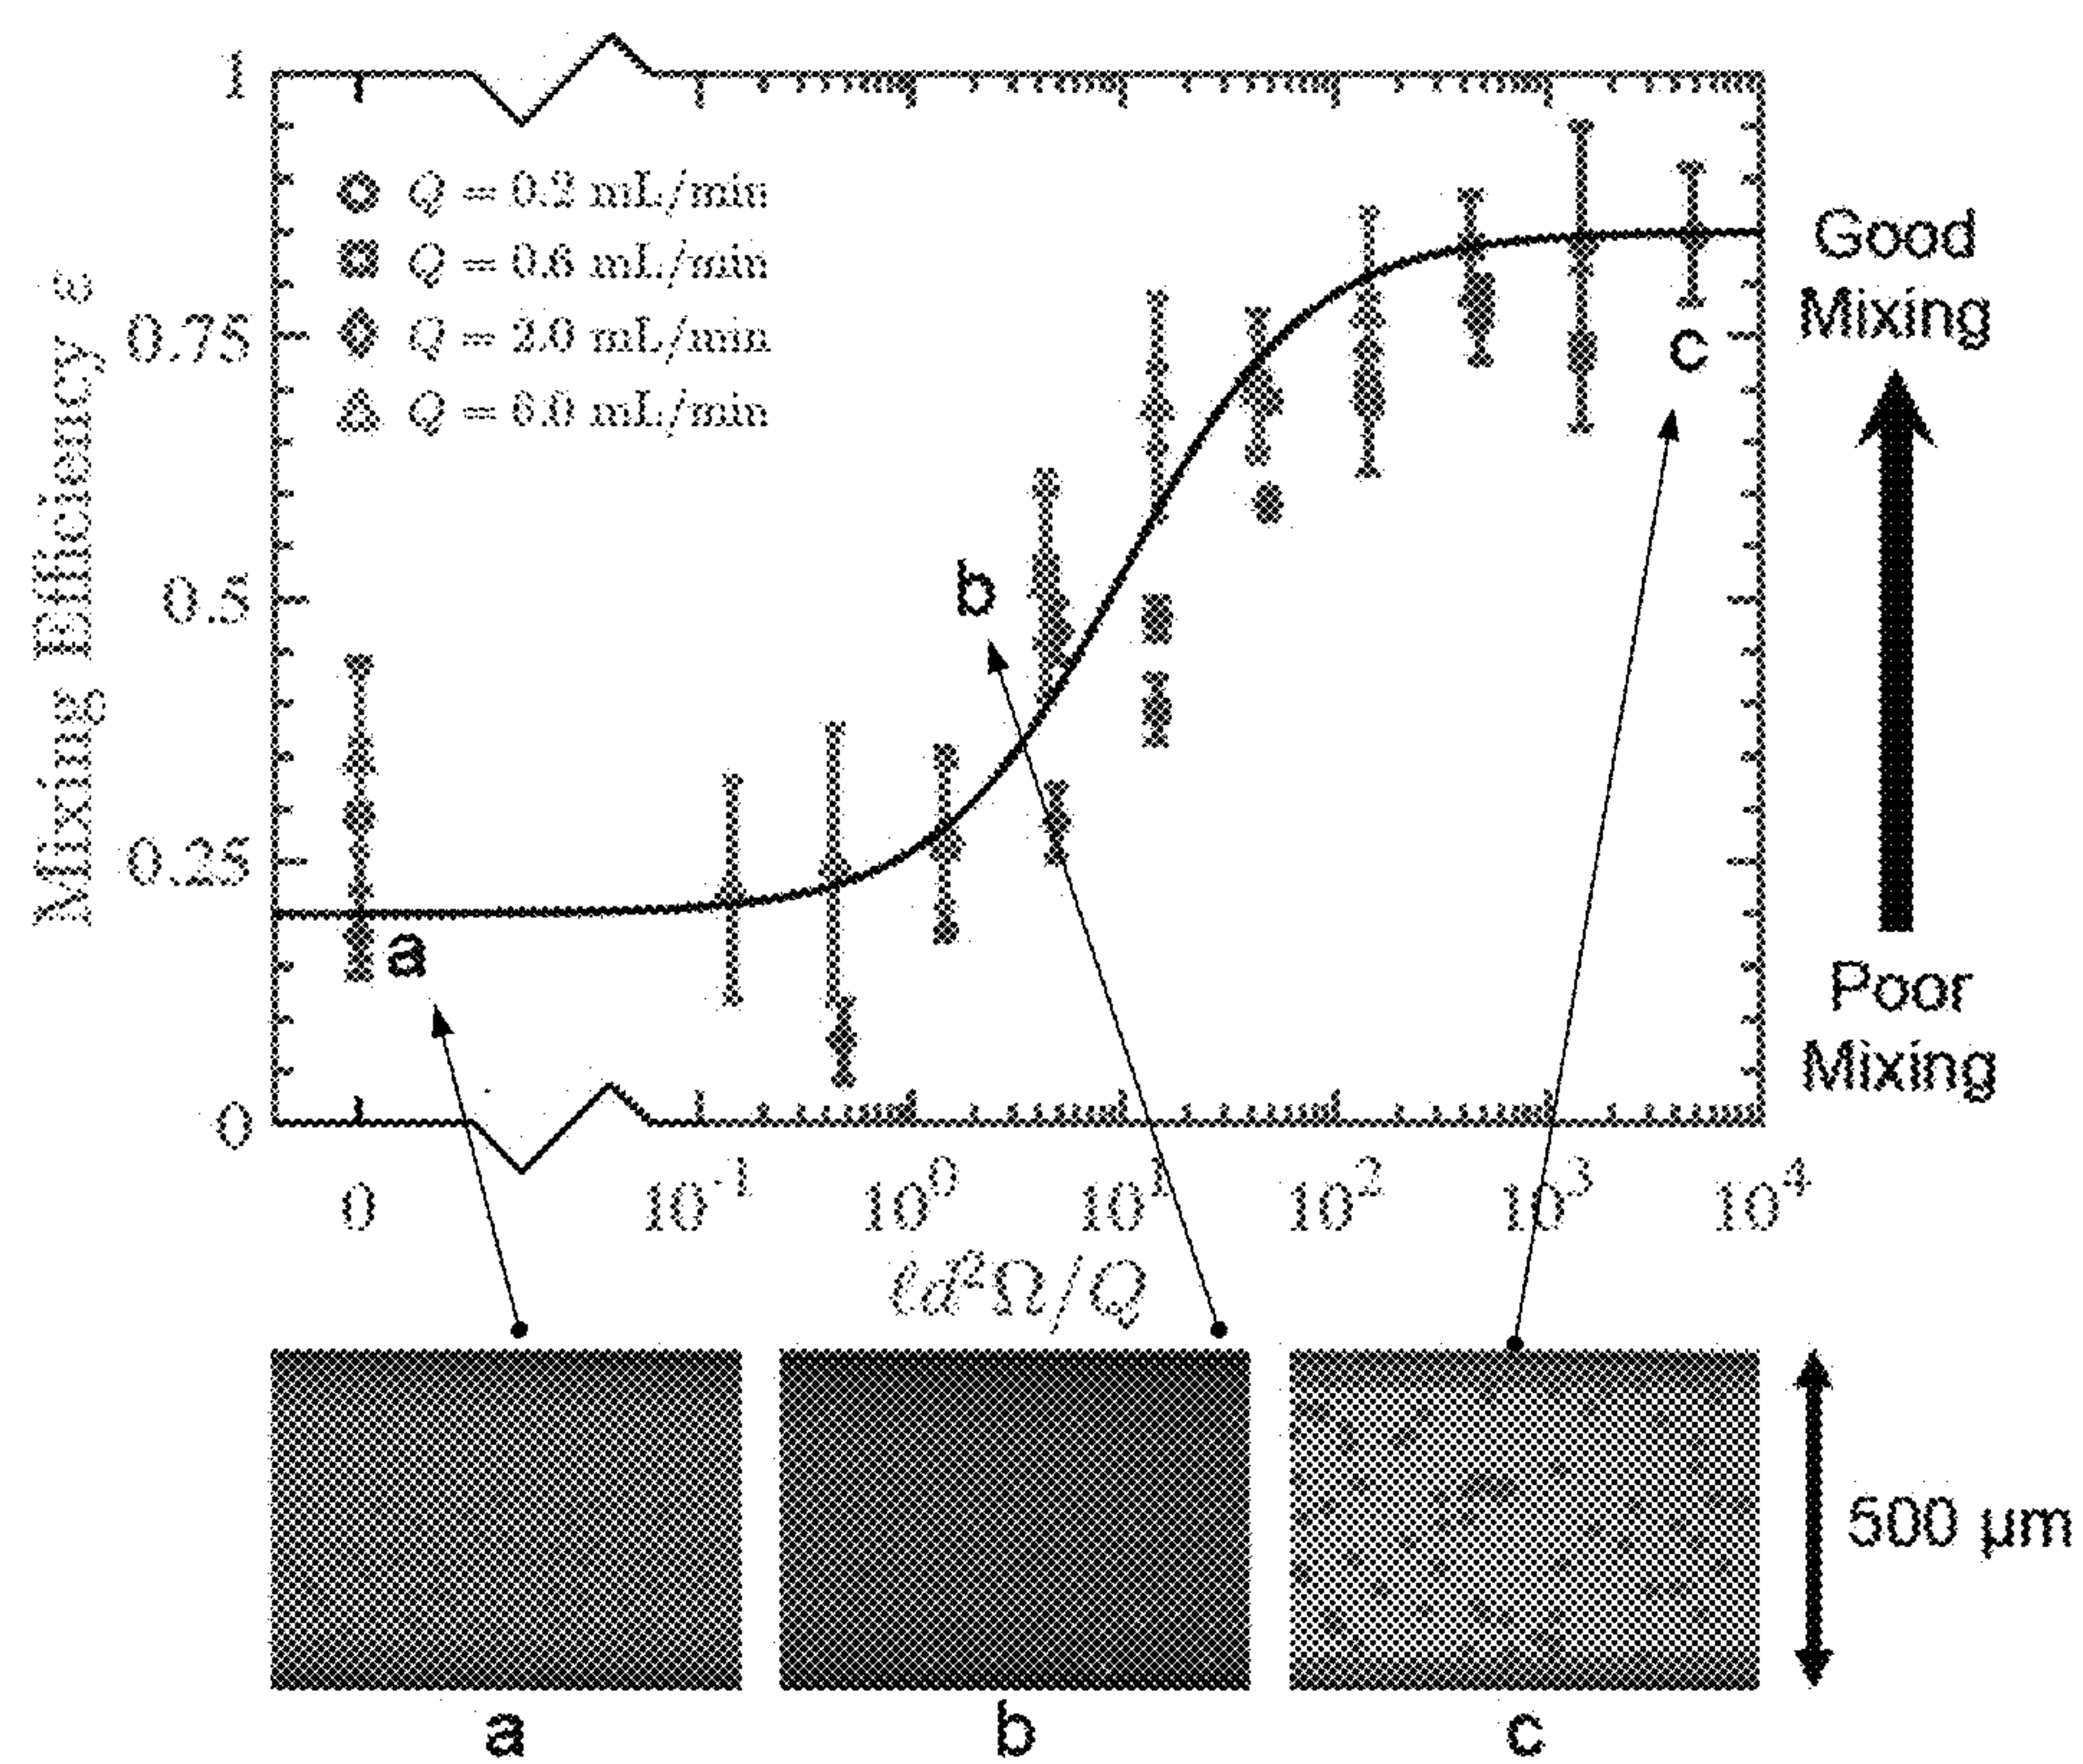 1
Q = 0.2 mL/min
Q = 0.6 mL/min
Q = 2.0 mL/min
Q = 6.0 mL/min
Mixing Efficiency ε
0.75
0.5
0.25
0
Good
Mixing
c
b
a
Poor
Mixing
0 10⁻¹ 10⁰ 10¹ 10² 10³ 10⁴
ℓd²Ω/Q
500 µm
a b c